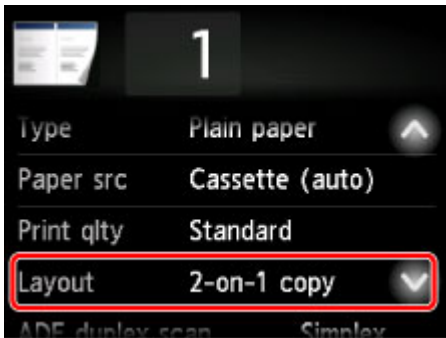 1
Type Plain paper
Paper src Cassette (auto)
Print qlty Standard
Layout 2-on-1 copy
ADF duplex scan Simplex